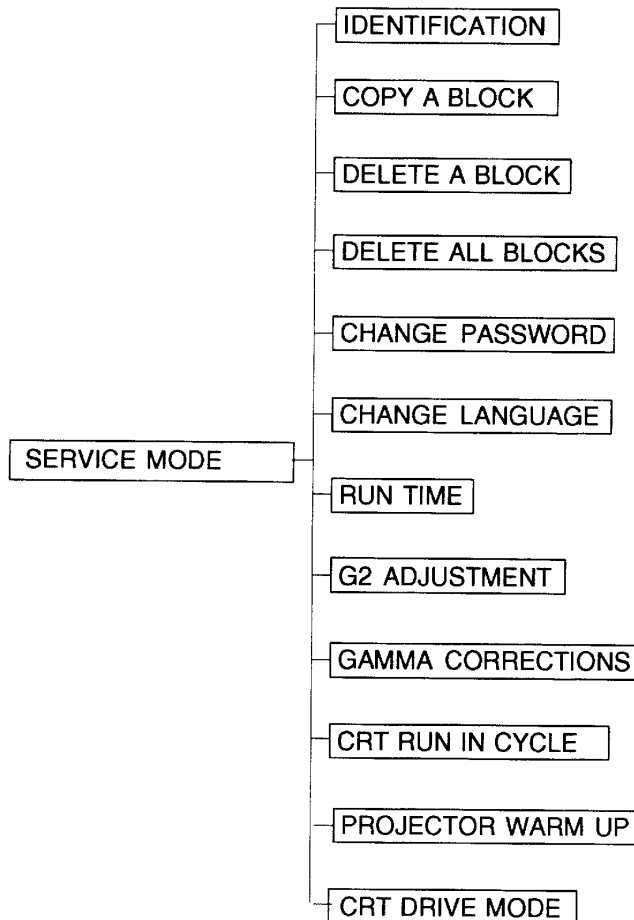 IDENTIFICATION
COPY A BLOCK
DELETE A BLOCK
DELETE ALL BLOCKS
CHANGE PASSWORD
CHANGE LANGUAGE
SERVICE MODE
RUN TIME
G2 ADJUSTMENT
GAMMA CORRECTIONS
CRT RUN IN CYCLE
PROJECTOR WARM UP
CRT DRIVE MODE